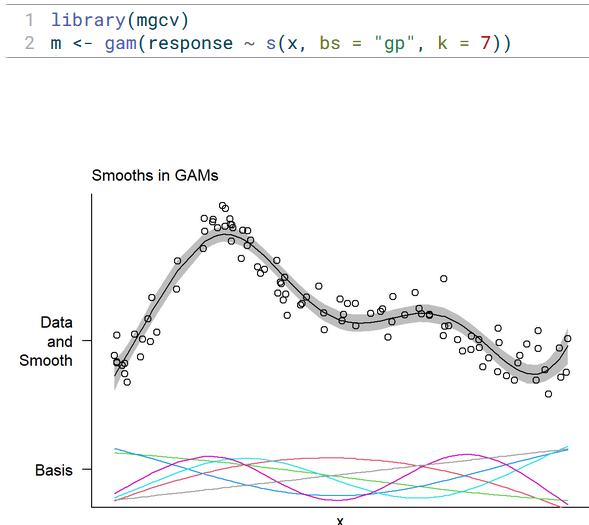 1 library(mgcv)
2 m <- gam(response ~ s(x, bs = "gp", k = 7))
Smooths in GAMs
Data
and
Smooth
Basis
x